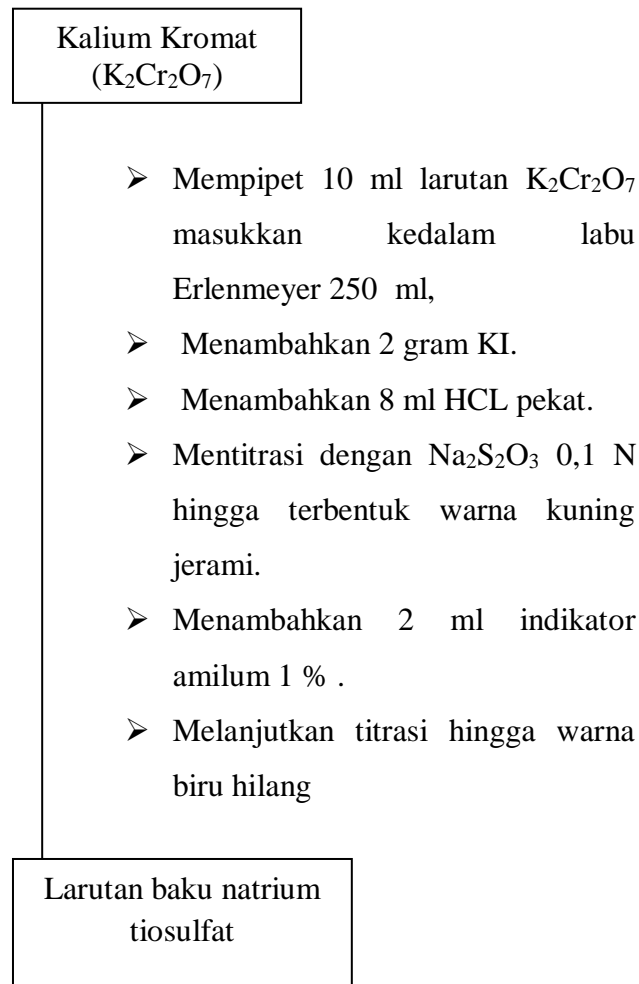 Kalium Kromat
(K₂Cr₂O₇)
➢ Mempipet 10 ml larutan K₂Cr₂O₇
masukkan kedalam labu
Erlenmeyer 250 ml,
➢ Menambahkan 2 gram KI.
➢ Menambahkan 8 ml HCL pekat.
➢ Mentitrasi dengan Na₂S₂O₃ 0,1 N
hingga terbentuk warna kuning
jerami.
➢ Menambahkan 2 ml indikator
amilum 1 % .
➢ Melanjutkan titrasi hingga warna
biru hilang
Larutan baku natrium
tiosulfat